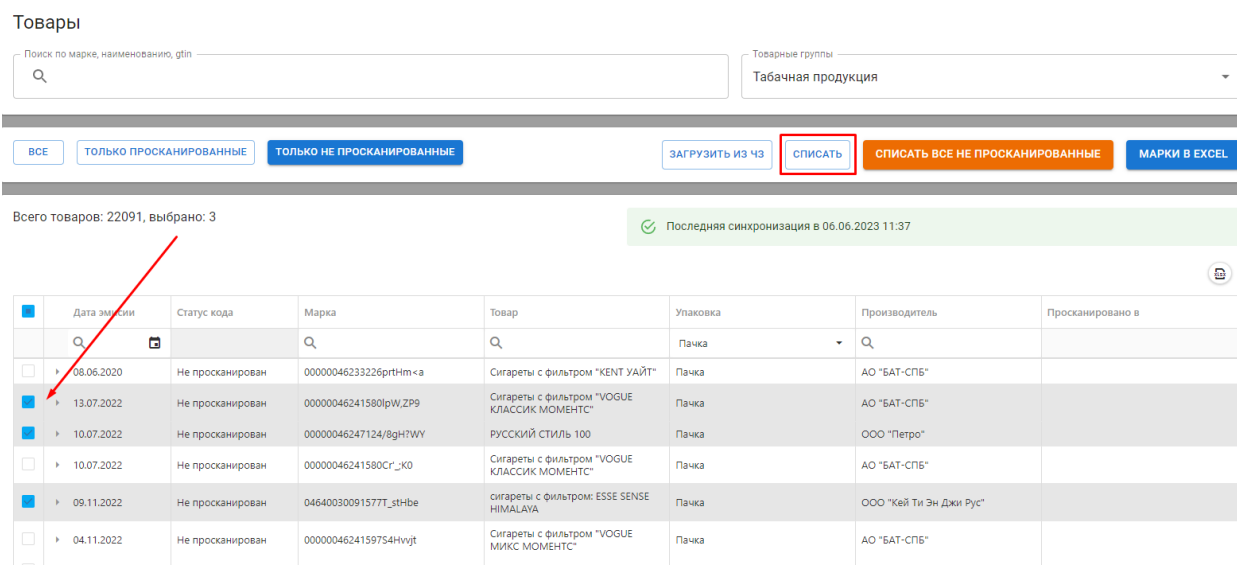 Товары
Поиск по марке, наименованию, gtin
Товарные группы
Табачная продукция
ВСЕ ТОЛЬКО ПРОСКАНИРОВАННЫЕ ТОЛЬКО НЕ ПРОСКАНИРОВАННЫЕ ЗАГРУЗИТЬ ИЗ ЧЗ СПИСАТЬ СПИСАТЬ ВСЕ НЕ ПРОСКАНИРОВАННЫЕ МАРКИ В EXCEL
Всего товаров: 22091, выбрано: 3
Последняя синхронизация в 06.06.2023 11:37
Дата эмисии Статус кода Марка Товар Упаковка Производитель Просканировано в
Пачка
08.06.2020 Не просканирован 00000046233226prtHm<a Сигареты с фильтром "KENT УАЙТ" Пачка АО "БАТ-СПБ"
13.07.2022 Не просканирован 00000046241580lpW,ZP9 Сигареты с фильтром "VOGUE КЛАССИК МОМЕНТС" Пачка АО "БАТ-СПБ"
10.07.2022 Не просканирован 00000046247124/8gH?WY РУССКИЙ СТИЛЬ 100 Пачка ООО "Петро"
10.07.2022 Не просканирован 00000046241580Cr'_;K0 Сигареты с фильтром "VOGUE КЛАССИК МОМЕНТС" Пачка АО "БАТ-СПБ"
09.11.2022 Не просканирован 04640030091577T_stHbe сигареты с фильтром: ESSE SENSE HIMALAYA Пачка ООО "Кей Ти Эн Джи Рус"
04.11.2022 Не просканирован 00000046241597S4Hvvjt Сигареты с фильтром "VOGUE МИКС МОМЕНТС" Пачка АО "БАТ-СПБ"